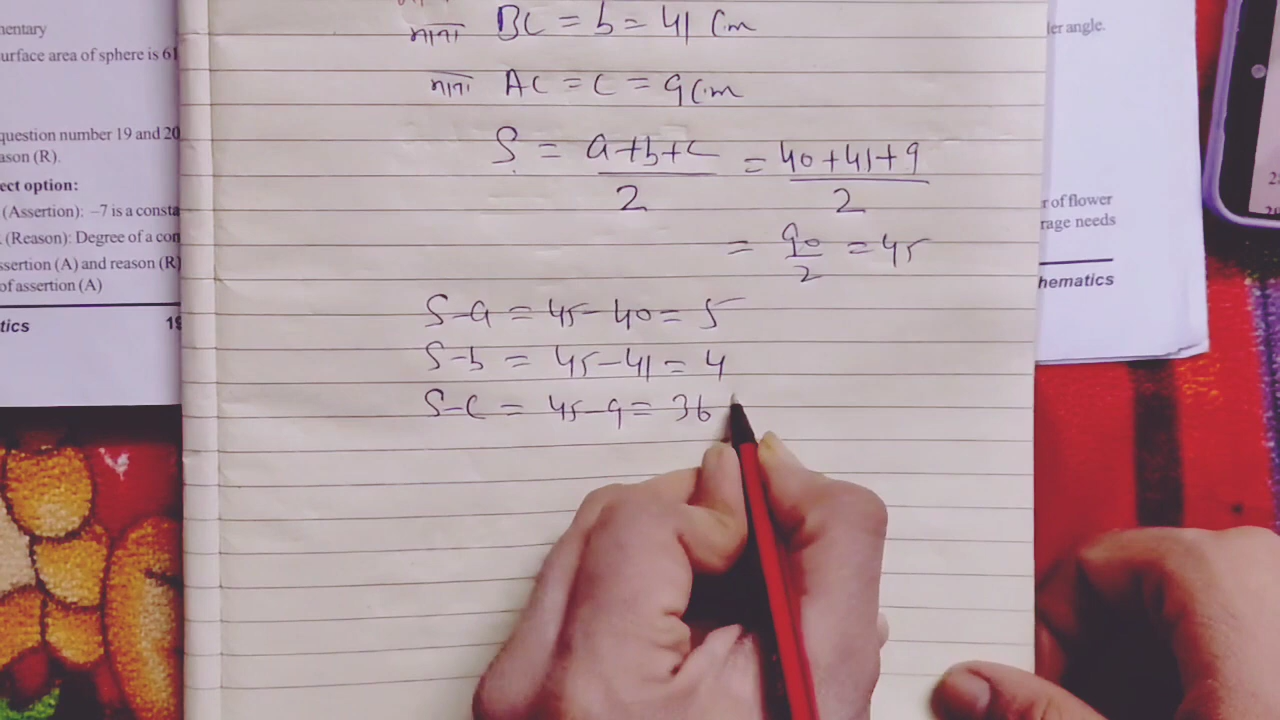 mentary
urface area of sphere is 61
question number 19 and 20
ason (R).
ect option:
(Assertion): −7 is a consta
(Reason): Degree of a con
ssertion (A) and reason (R)
of assertion (A)
tics 19
माना BC = b = 41 Cm
माना AC = C = 9 Cm
S = a+b+c / 2 = 40+41+9 / 2
= 90/2 = 45
S-a = 45-40 = 5
S-b = 45-41 = 4
S-c = 45-9 = 36
ler angle.
r of flower
rage needs
hematics